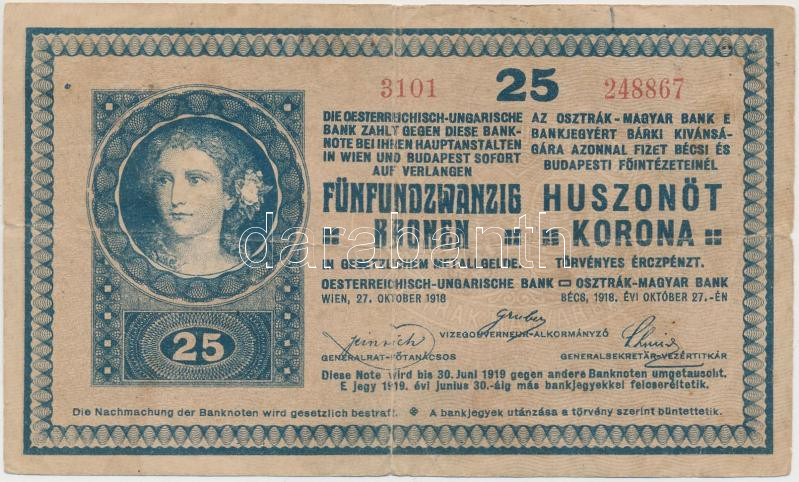 3101 25 248867
DIE OESTERREICHISCH-UNGARISCHE
BANK ZAHLT GEGEN DIESE BANK-
NOTE BEI IHREN HAUPTANSTALTEN
IN WIEN UND BUDAPEST SOFORT
AUF VERLANGEN
FÜNFUNDZWANZIG
KRONEN
IN GESETZLICHEM METALLGELDE.
OESTERREICHISCH-UNGARISCHE BANK
WIEN, 27. OKTOBER 1918
AZ OSZTRÁK-MAGYAR BANK E
BANKJEGYÉRT BÁRKI KIVÁNSÁ-
GÁRA AZONNAL FIZET BÉCSI ÉS
BUDAPESTI FŐINTÉZETEINÉL
HUSZONÖT
KORONA
TÖRVÉNYES ÉRCZPÉNZT.
OSZTRÁK-MAGYAR BANK
BÉCS, 1918. ÉVI OKTÓBER 27.-ÉN
darabanth
25
Gruber
VIZEGOUVERNEUR-ALKORMÁNYZÓ
GENERALRAT-FŐTANÁCSOS
GENERALSEKRETÄR-VEZÉRTITKÁR
Diese Note wird bis 30. Juni 1919 gegen andere Banknoten umgetauscht.
E jegy 1919. évi junius 30.-áig más bankjegyekkel felcseréltetik.
Die Nachmachung der Banknoten wird gesetzlich bestraft. A bankjegyek utánzása a törvény szerint büntettetik.